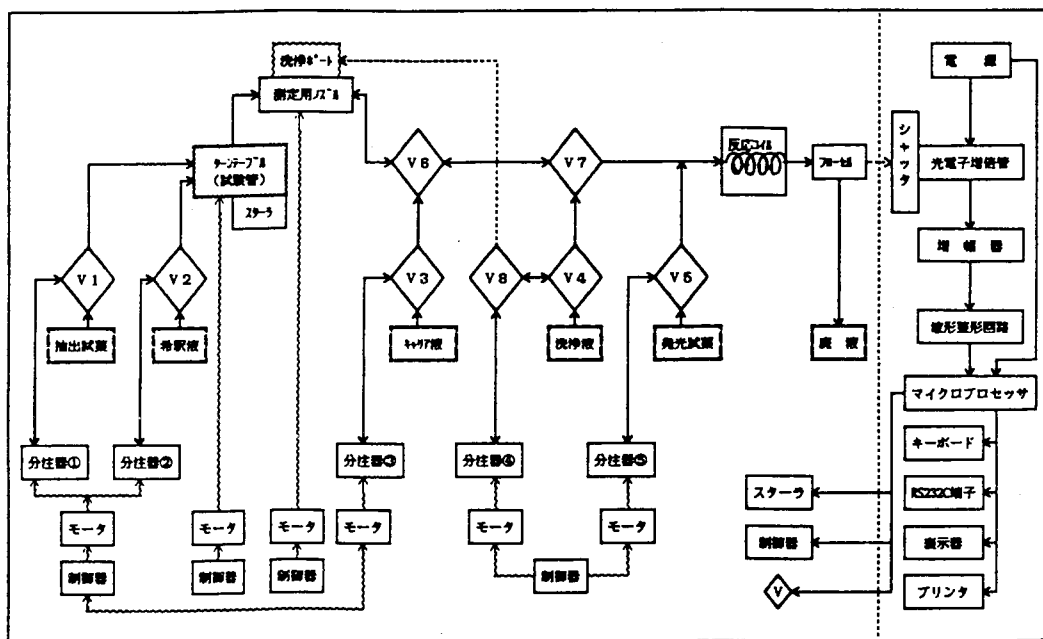 洗浄ポート
測定用ノズル
電 源
シャッタ
反応コイル
ターンテーブル
(試験管)
V6
V7
フローセル
光電子増倍管
スターラ
増 幅 器
V1
V2
V3
V8
V4
V5
抽出試薬
希釈液
キャリア液
洗浄液
発光試薬
廃 液
波形整形回路
マイクロプロセッサ
分注器①
分注器②
分注器③
分注器④
分注器⑤
キーボード
スターラ
RS232C端子
モータ
モータ
モータ
モータ
モータ
モータ
制御器
表示器
制御器
制御器
制御器
制御器
V
プリンタ